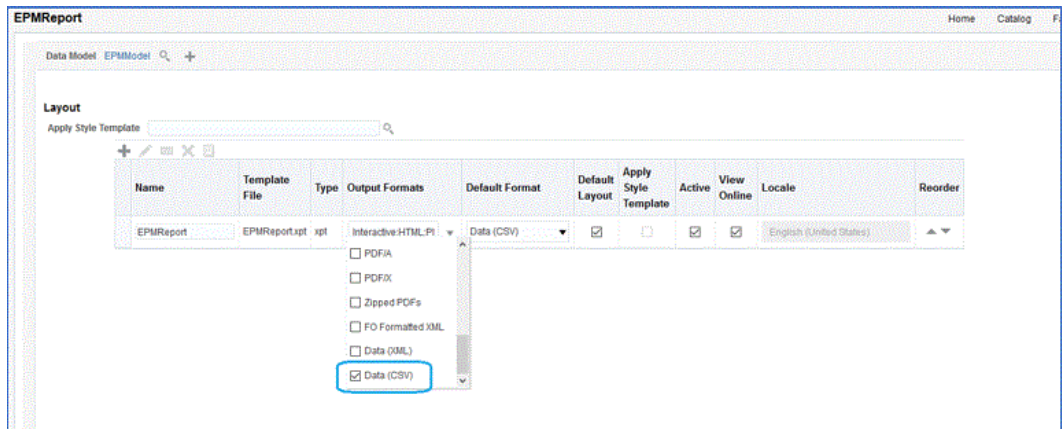 EPMReport
Home Catalog
Data Model EPMModel
Layout
Apply Style Template
Name Template File Type Output Formats Default Format Default Layout Apply Style Template Active View Online Locale Reorder
EPMReport EPMReport.xpt xpt Interactive;HTML;PI Data (CSV) English (United States)
PDF/A
PDF/X
Zipped PDFs
FO Formatted XML
Data (XML)
Data (CSV)